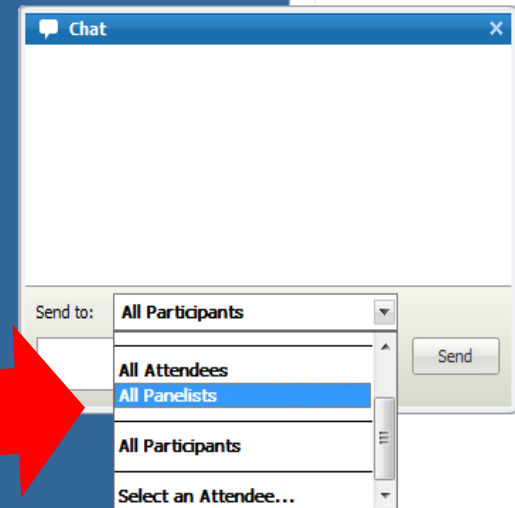 Chat
Send to: All Participants
Send
All Attendees
All Panelists
All Participants
Select an Attendee...